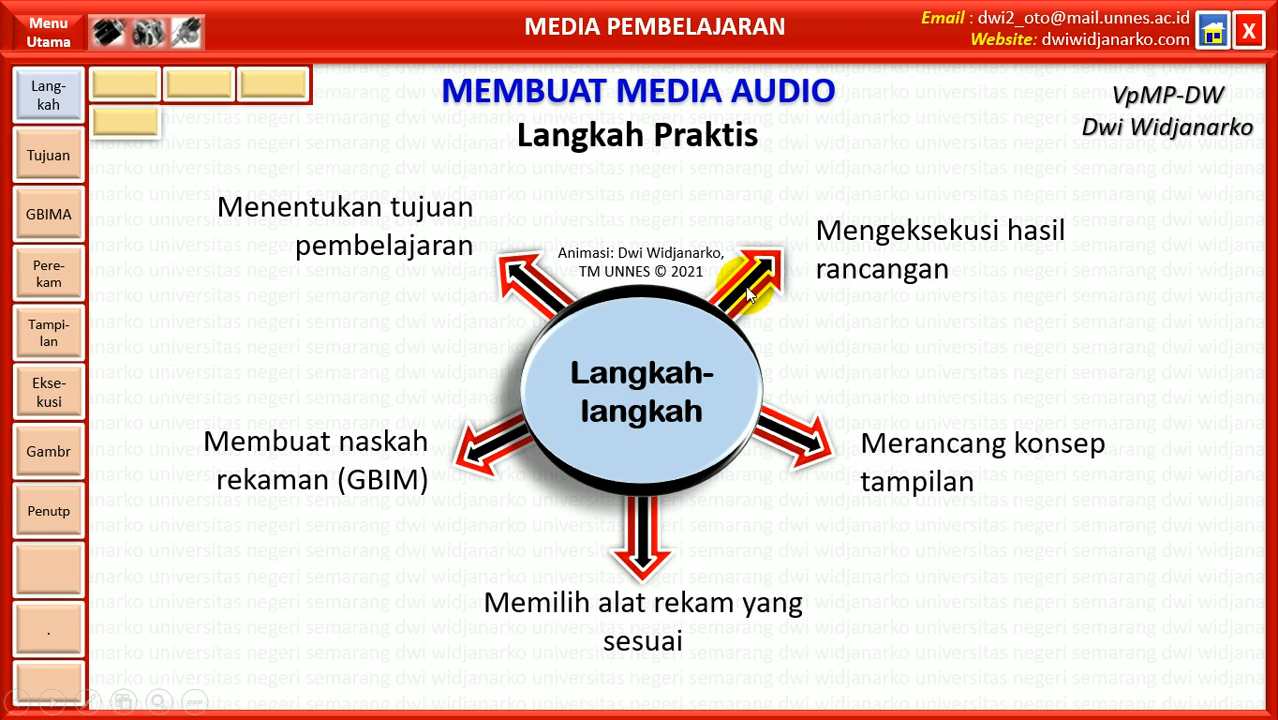 Menu
Utama
MEDIA PEMBELAJARAN
Email : dwi2_oto@mail.unnes.ac.id
Website: dwiwidjanarko.com
X
Lang-
kah
Tujuan
GBIMA
Pere-
kam
Tampi-
lan
Ekse-
kusi
Gambr
Penutp
.
MEMBUAT MEDIA AUDIO
Langkah Praktis
VpMP-DW
Dwi Widjanarko
Menentukan tujuan
pembelajaran
Animasi: Dwi Widjanarko,
TM UNNES © 2021
Mengeksekusi hasil
rancangan
Langkah-
langkah
Membuat naskah
rekaman (GBIM)
Merancang konsep
tampilan
Memilih alat rekam yang
sesuai